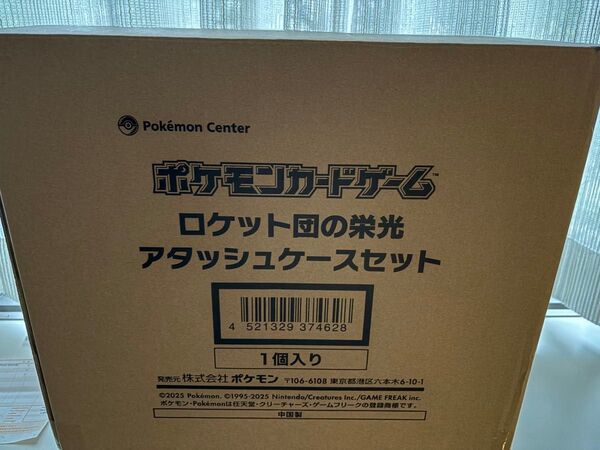 Pokémon Center
ポケモンカードゲーム™
ロケット団の栄光
アタッシュケースセット
4 521329 374628
1個入り
発売元 株式会社 ポケモン 〒106-6108 東京都港区六本木6-10-1
©2025 Pokémon. ©1995-2025 Nintendo/Creatures Inc./GAME FREAK inc.
ポケモン・Pokémonは任天堂・クリーチャーズ・ゲームフリークの登録商標です。
中国製